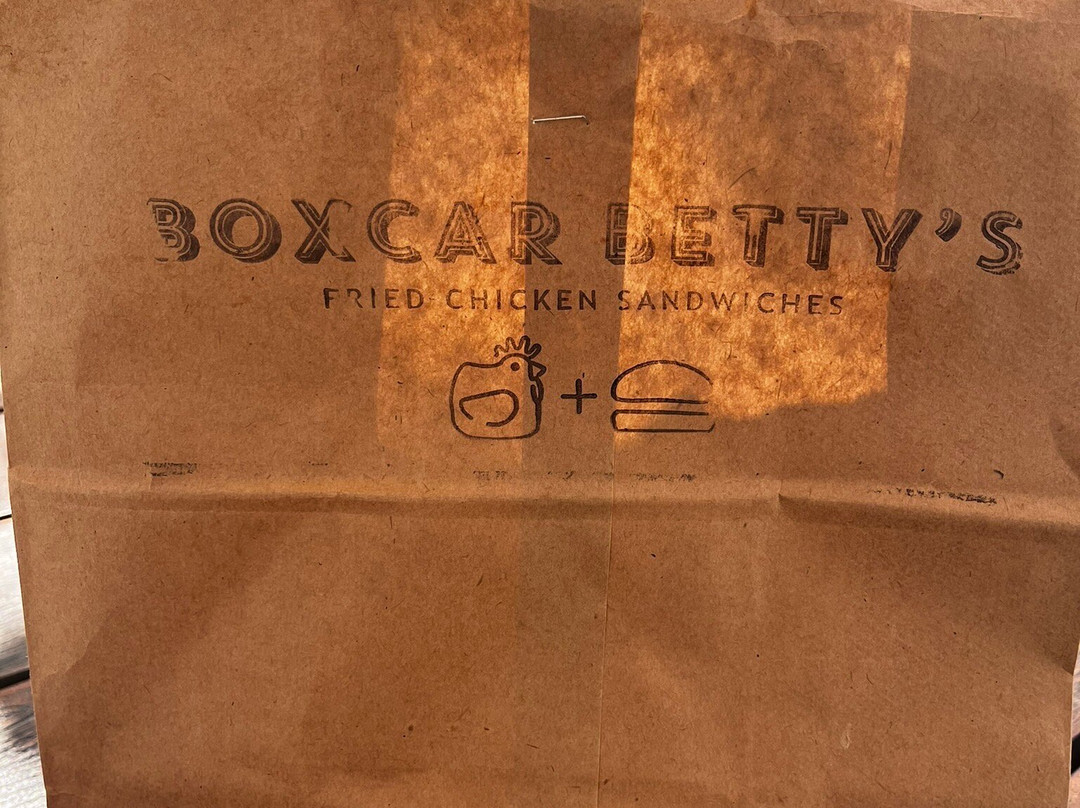 BOXCAR BETTY'S
FRIED CHICKEN SANDWICHES
+